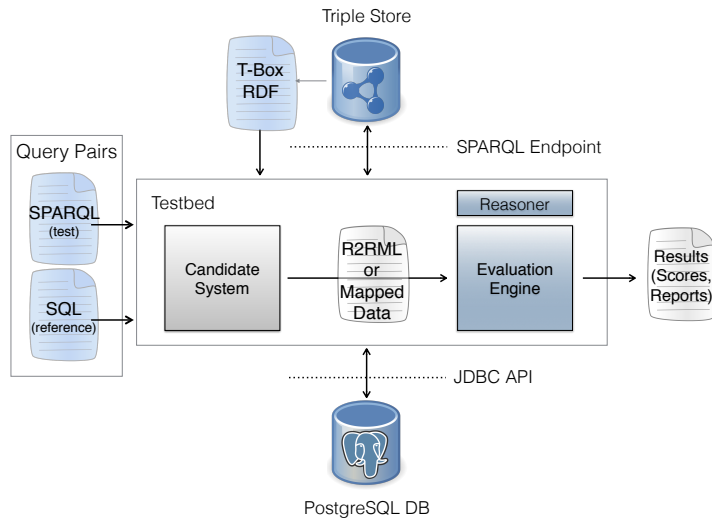 Triple Store
T-Box
RDF
SPARQL Endpoint
Query Pairs
SPARQL
(test)
SQL
(reference)
Testbed
Candidate
System
R2RML
or
Mapped
Data
Reasoner
Evaluation
Engine
Results
(Scores,
Reports)
JDBC API
PostgreSQL DB